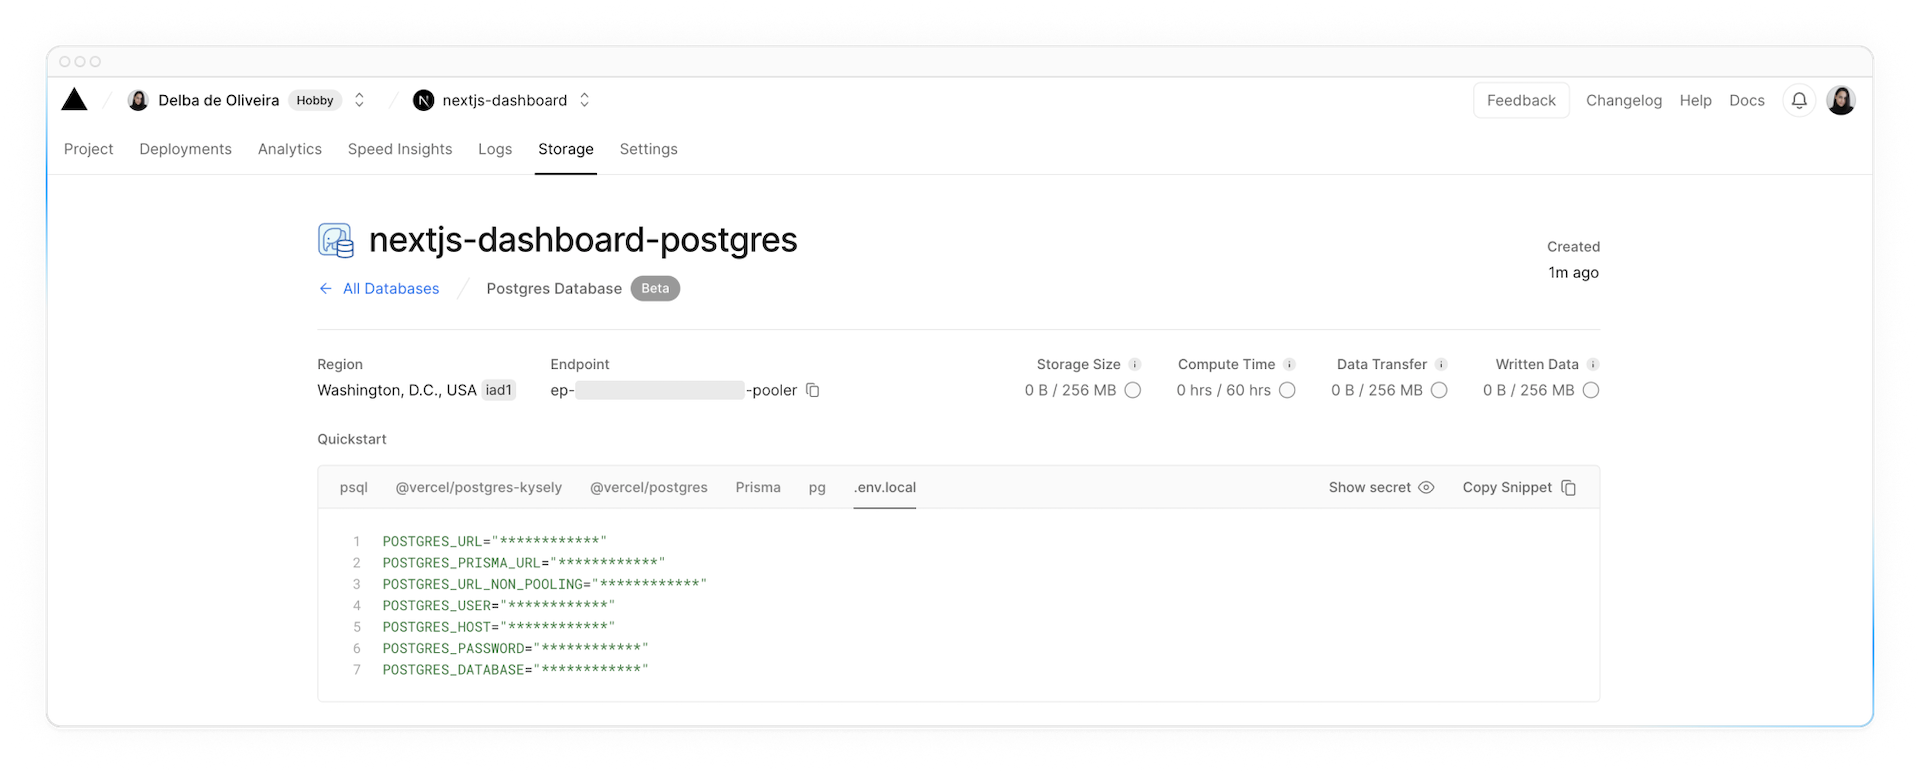 Delba de Oliveira Hobby nextjs-dashboard Feedback Changelog Help Docs
Project Deployments Analytics Speed Insights Logs Storage Settings
nextjs-dashboard-postgres
Created
1m ago
← All Databases Postgres Database Beta
Region Endpoint Storage Size Compute Time Data Transfer Written Data
Washington, D.C., USA iad1 ep- -pooler 0 B / 256 MB 0 hrs / 60 hrs 0 B / 256 MB 0 B / 256 MB
Quickstart
psql @vercel/postgres-kysely @vercel/postgres Prisma pg .env.local Show secret Copy Snippet
1 POSTGRES_URL="************"
2 POSTGRES_PRISMA_URL="************"
3 POSTGRES_URL_NON_POOLING="************"
4 POSTGRES_USER="************"
5 POSTGRES_HOST="************"
6 POSTGRES_PASSWORD="************"
7 POSTGRES_DATABASE="************"